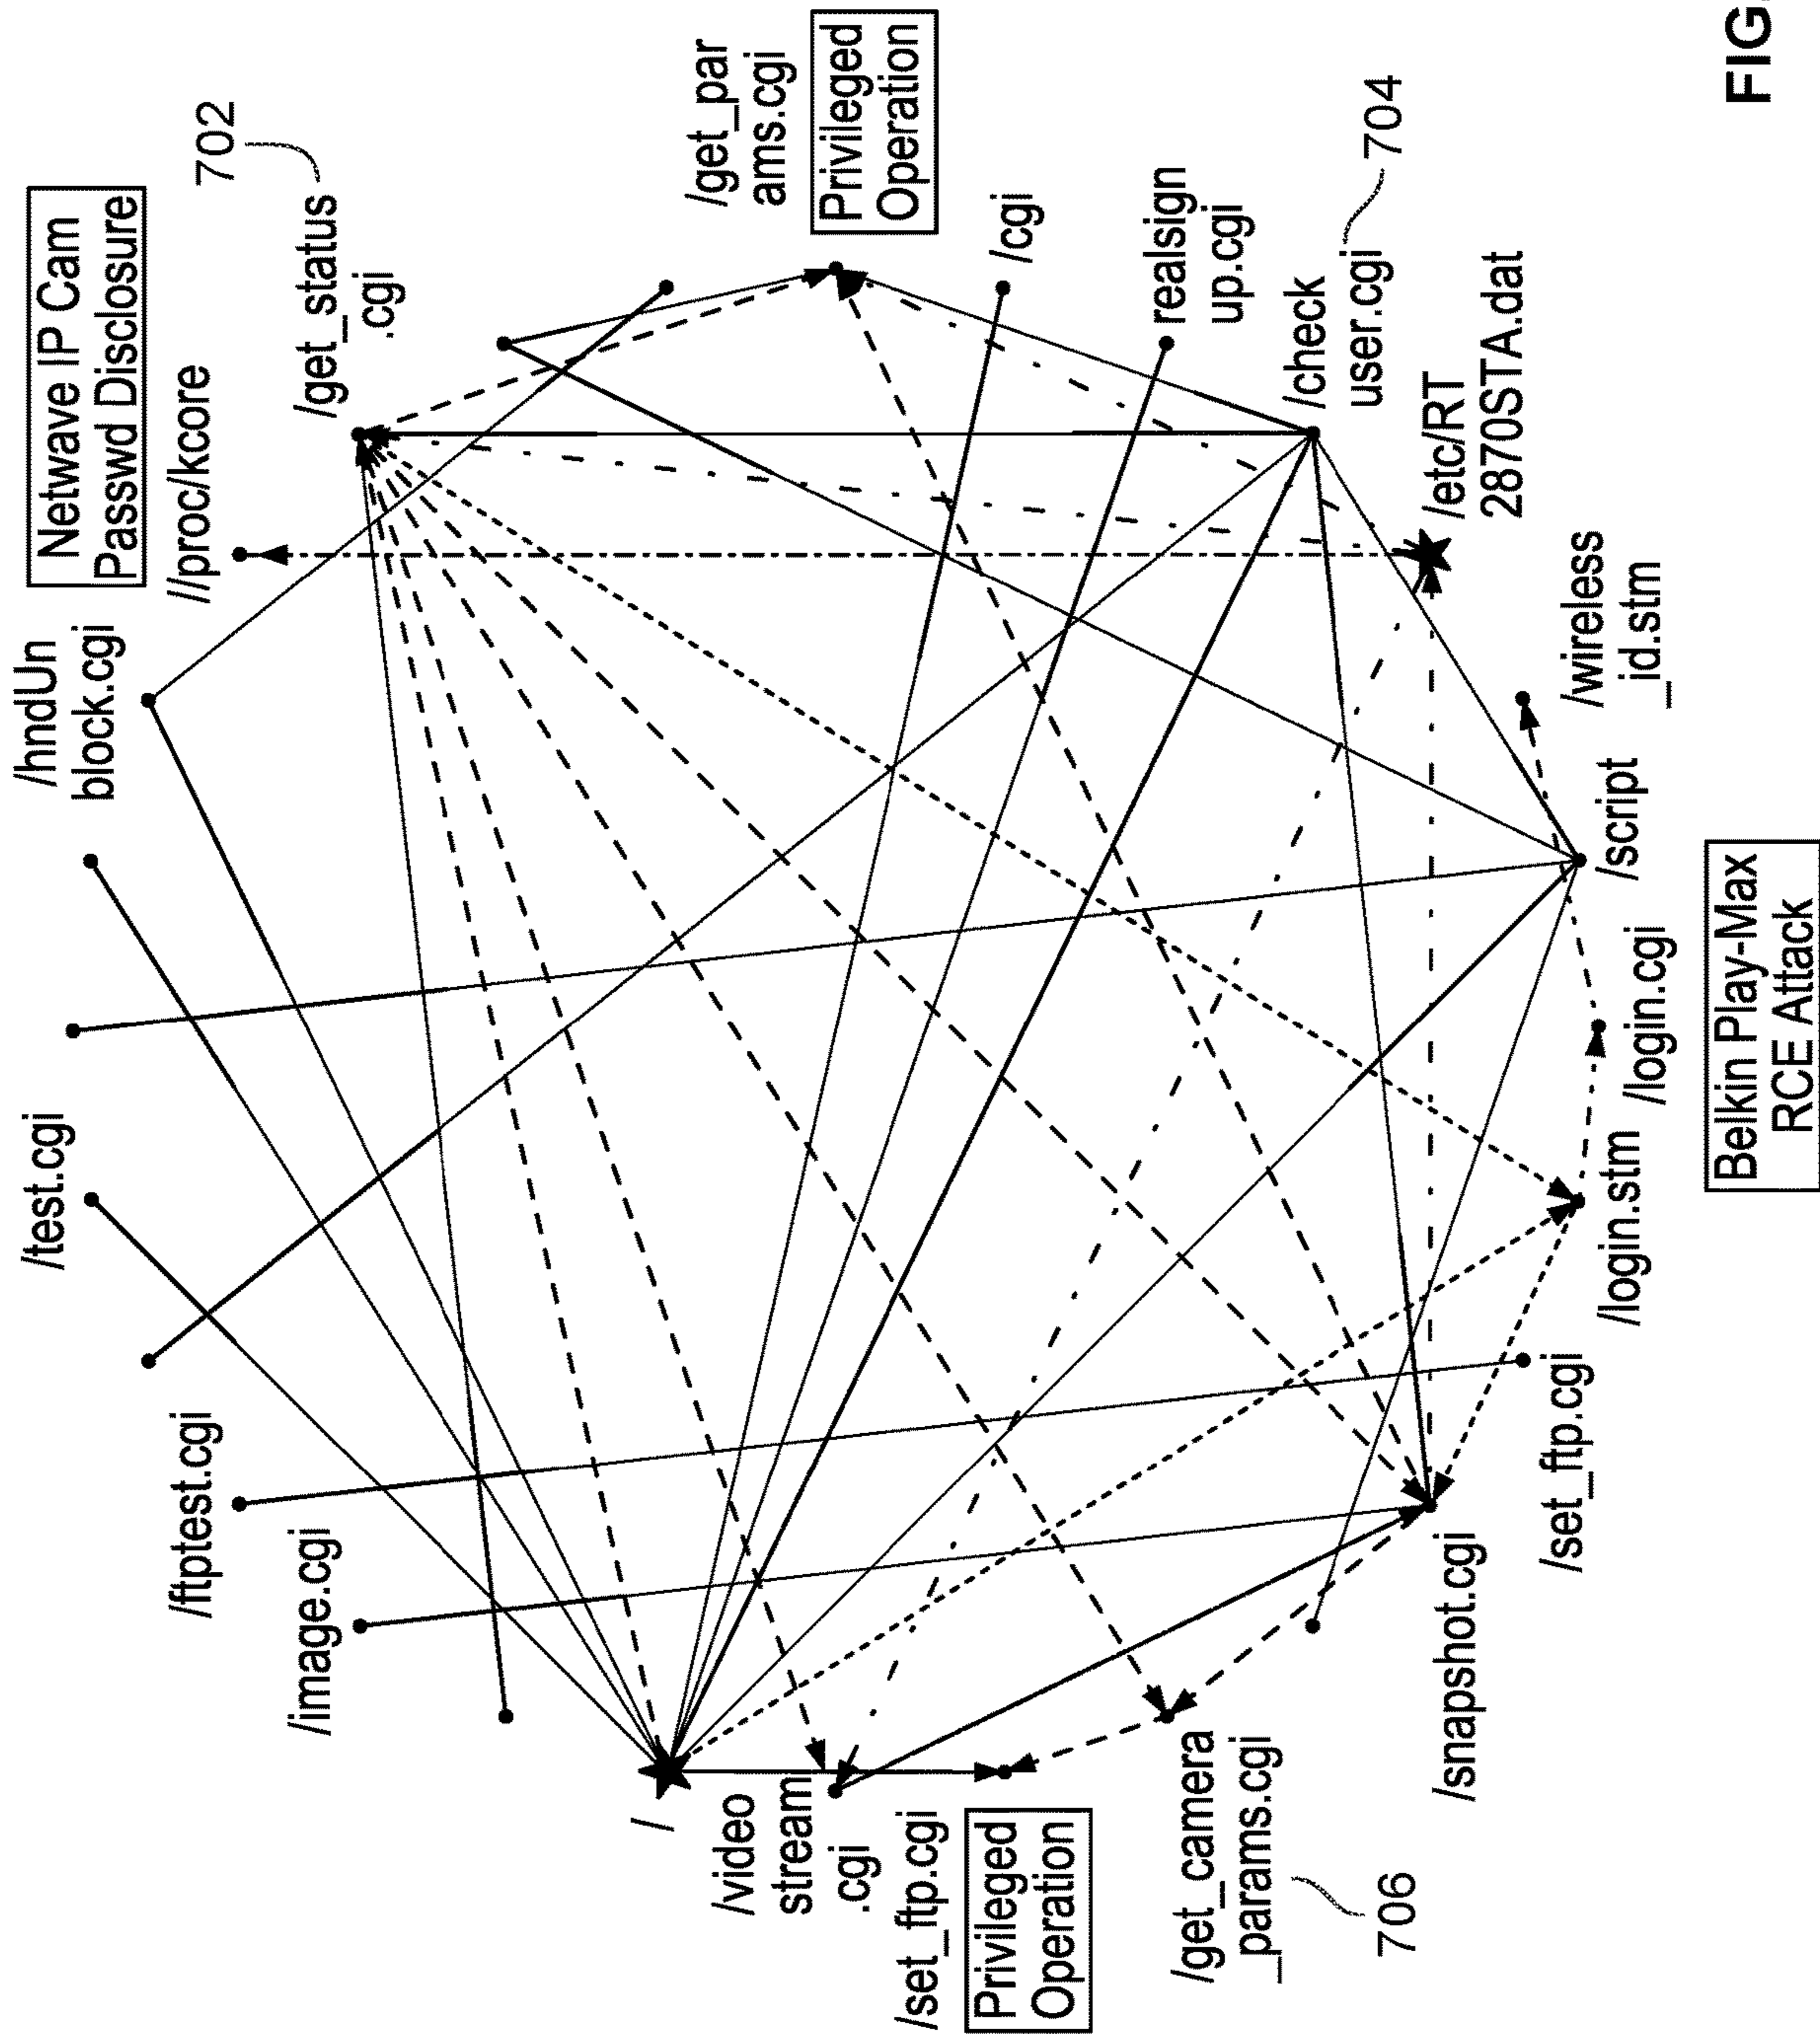 /test.cgi
/hndUn
block.cgi
Netwave IP Cam
Passwd Disclosure
/ftptest.cgi
//proc/kcore
702
/image.cgi
/get_status
.cgi
/
/get_par
ams.cgi
Privileged
Operation
/video
stream
.cgi
/cgi
/set_ftp.cgi
Privileged
Operation
realsign
up.cgi
/get_camera
_params.cgi
706
/check
user.cgi
704
/snapshot.cgi
/etc/RT
2870STA.dat
/set_ftp.cgi
/login.stm
/login.cgi
/script
/wireless
_id.stm
Belkin Play-Max
RCE Attack
FIG.